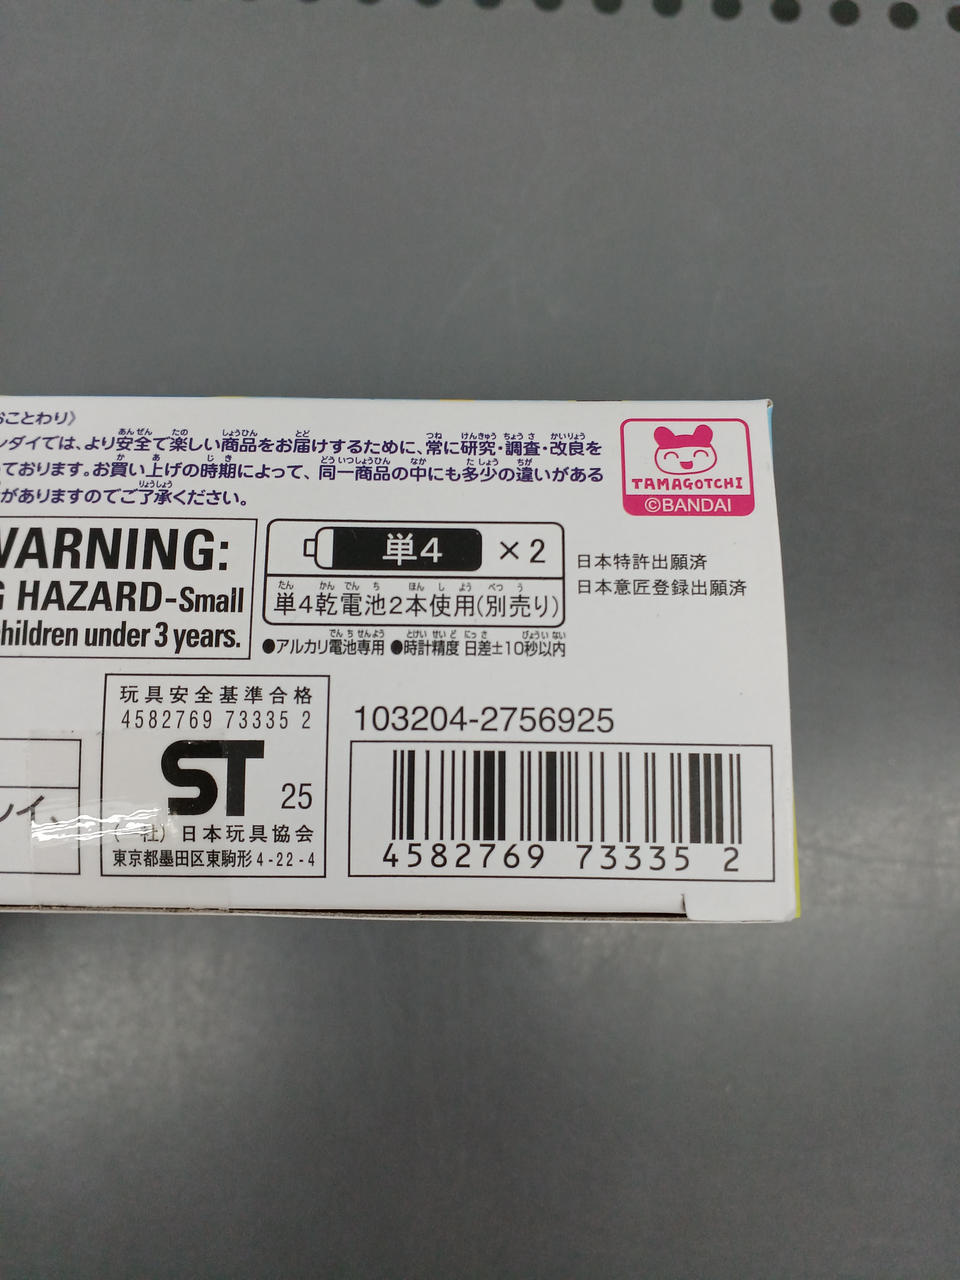 おことわり》
ンダイでは、より安全で楽しい商品をお届けするために、常に研究・調査・改良を
ております。お買い上げの時期によって、同一商品の中にも多少の違いがある
がありますのでご了承ください。
TAMAGOTCHI
©BANDAI
WARNING:
G HAZARD-Small
children under 3 years.
単4 ×2
単4乾電池2本使用(別売り)
●アルカリ電池専用 ●時計精度 日差±10秒以内
日本特許出願済
日本意匠登録出願済
玩具安全基準合格
4582769 73335 2
ST 25
(一社)日本玩具協会
東京都墨田区東駒形4-22-4
レイ、
103204-2756925
4582769 73335 2